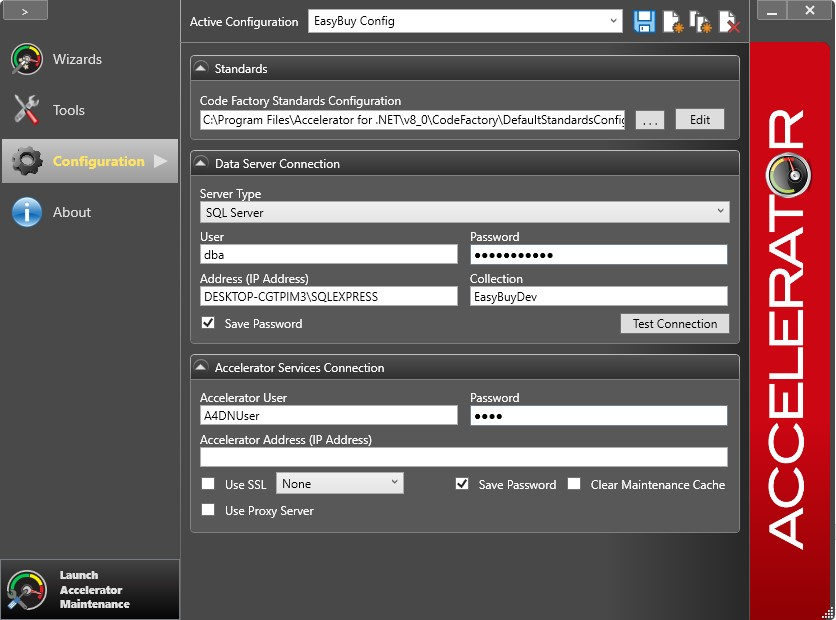 >
Active Configuration
EasyBuy Config
Wizards
Tools
Configuration
About
Standards
Code Factory Standards Configuration
C:\Program Files\Accelerator for .NET\v8_0\CodeFactory\DefaultStandardsConfig
...
Edit
Data Server Connection
Server Type
SQL Server
User
Password
dba
●●●●●●●●●●●
Address (IP Address)
Collection
DESKTOP-CGTPIM3\SQLEXPRESS
EasyBuyDev
Save Password
Test Connection
Accelerator Services Connection
Accelerator User
Password
A4DNUser
●●●●
Accelerator Address (IP Address)
Use SSL
None
Save Password
Clear Maintenance Cache
Use Proxy Server
Launch
Accelerator
Maintenance
ACCELERATOR